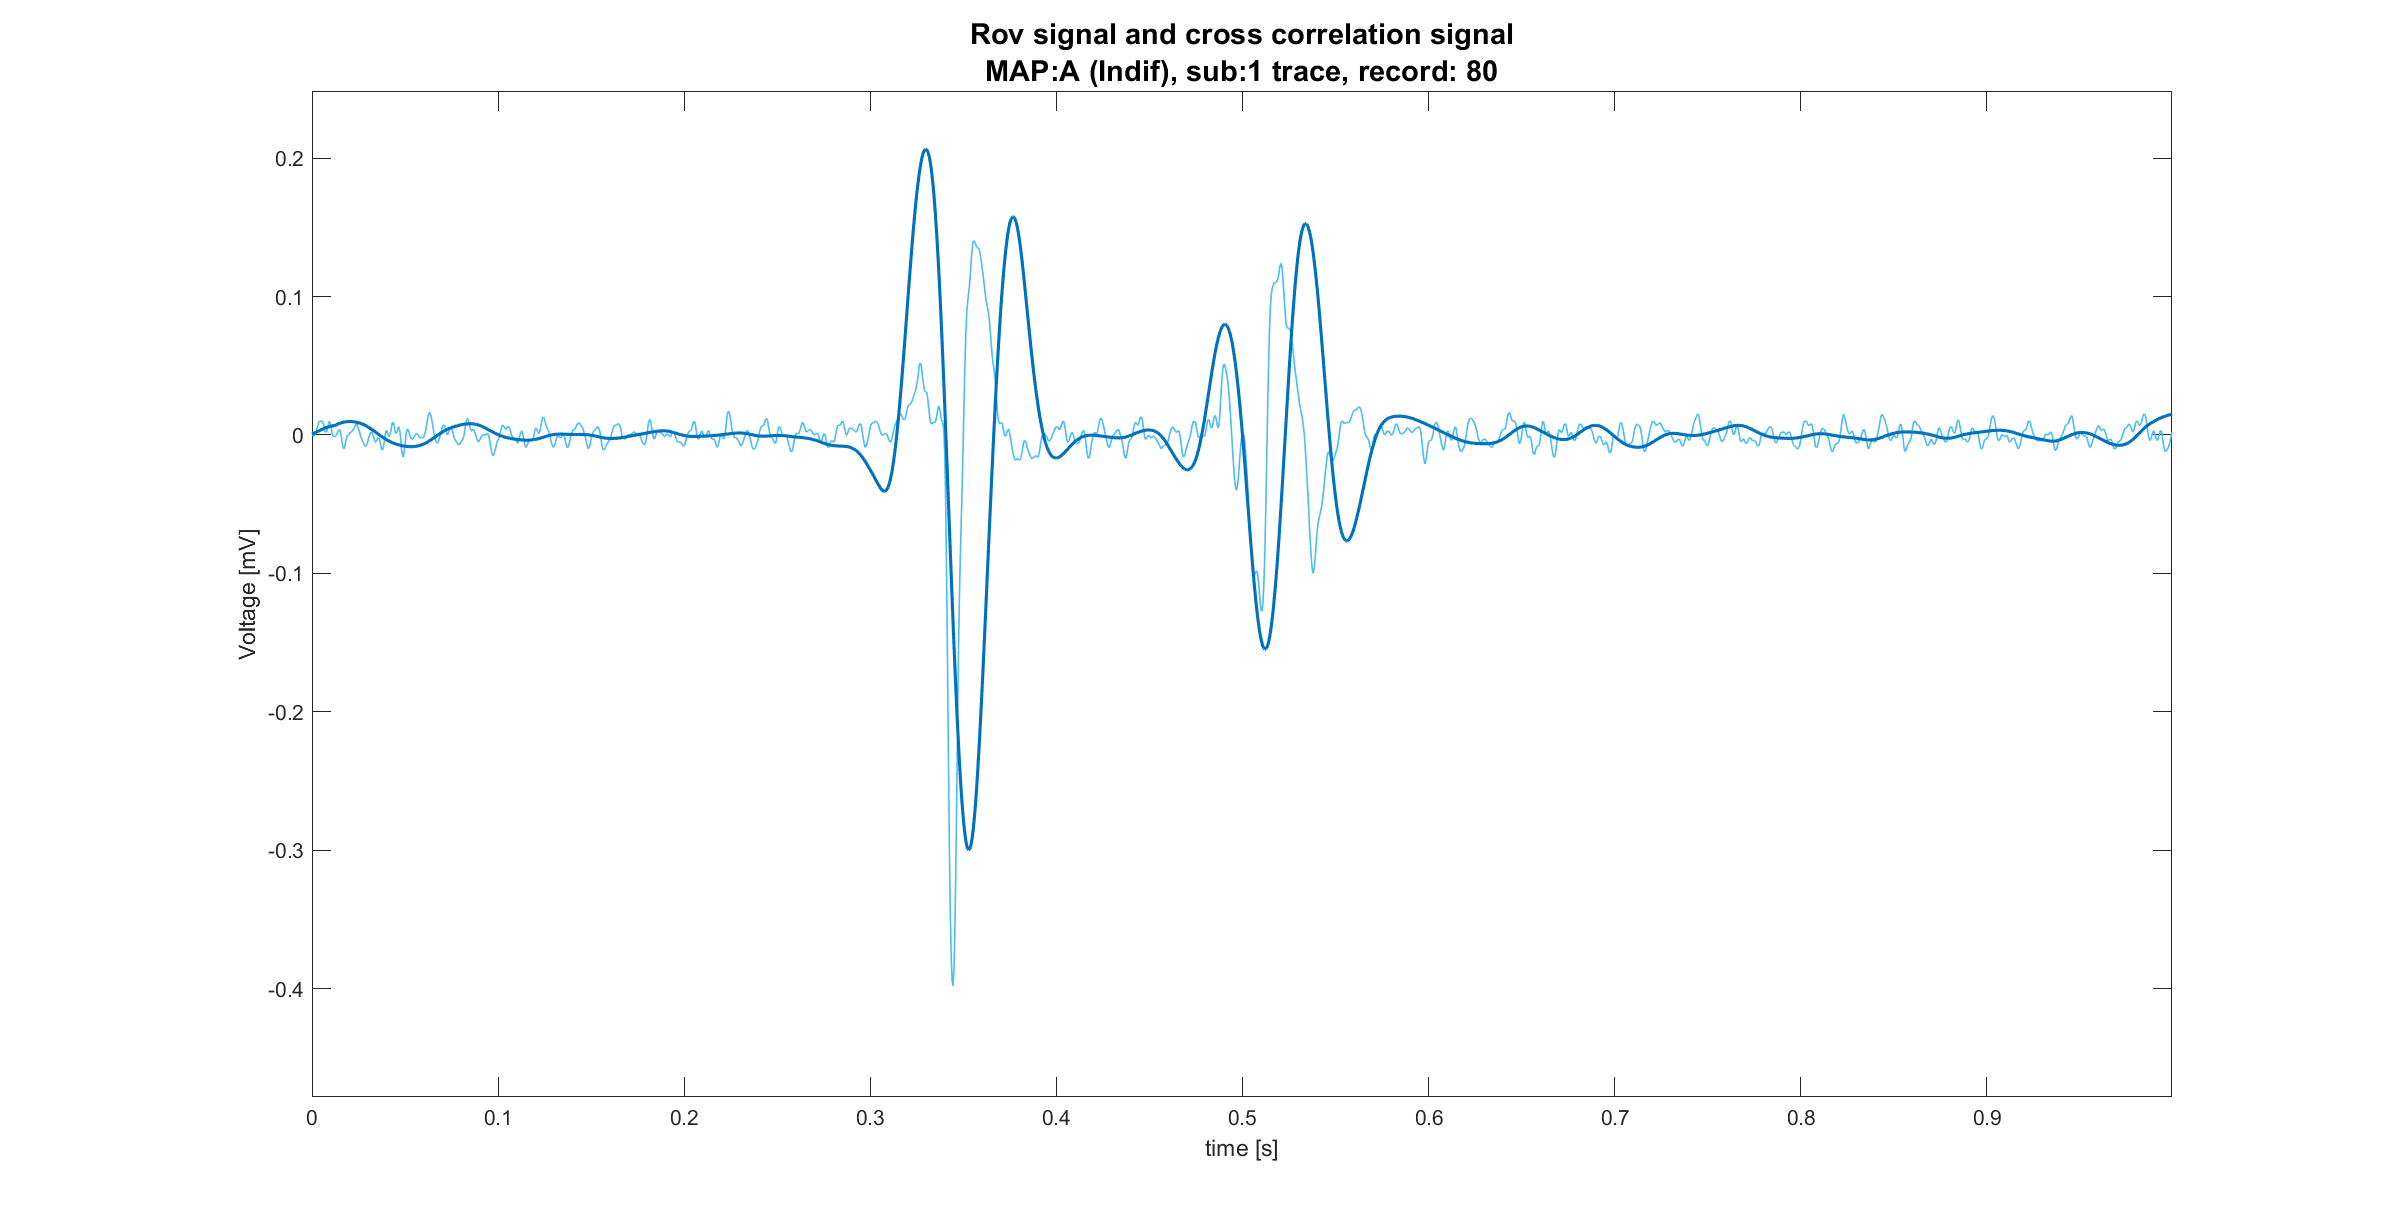 Rov signal and cross correlation signal
MAP:A (Indif), sub:1 trace, record: 80
0.2
0.1
0
-0.1
-0.2
-0.3
-0.4
Voltage [mV]
0 0.1 0.2 0.3 0.4 0.5 0.6 0.7 0.8 0.9
time [s]